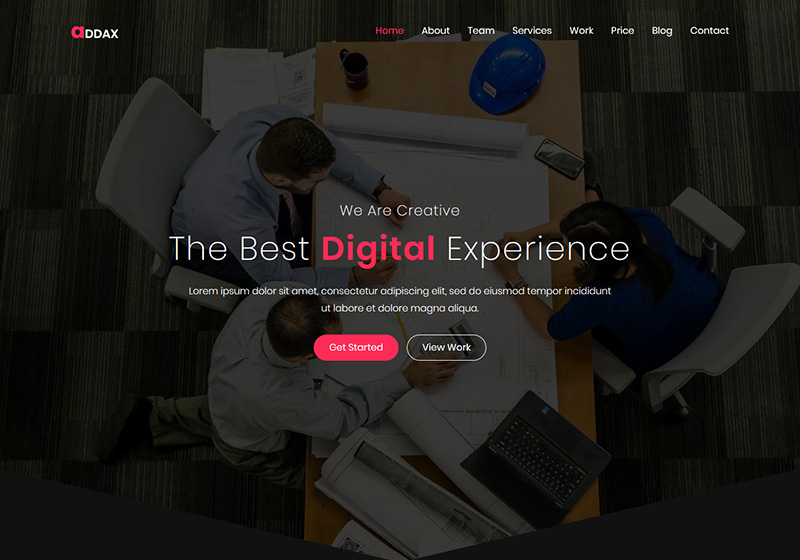 aDDAX
Home About Team Services Work Price Blog Contact
We Are Creative
The Best Digital Experience
Lorem ipsum dolor sit amet, consectetur adipiscing elit, sed do eiusmod tempor incididunt
ut labore et dolore magna aliqua.
Get Started View Work